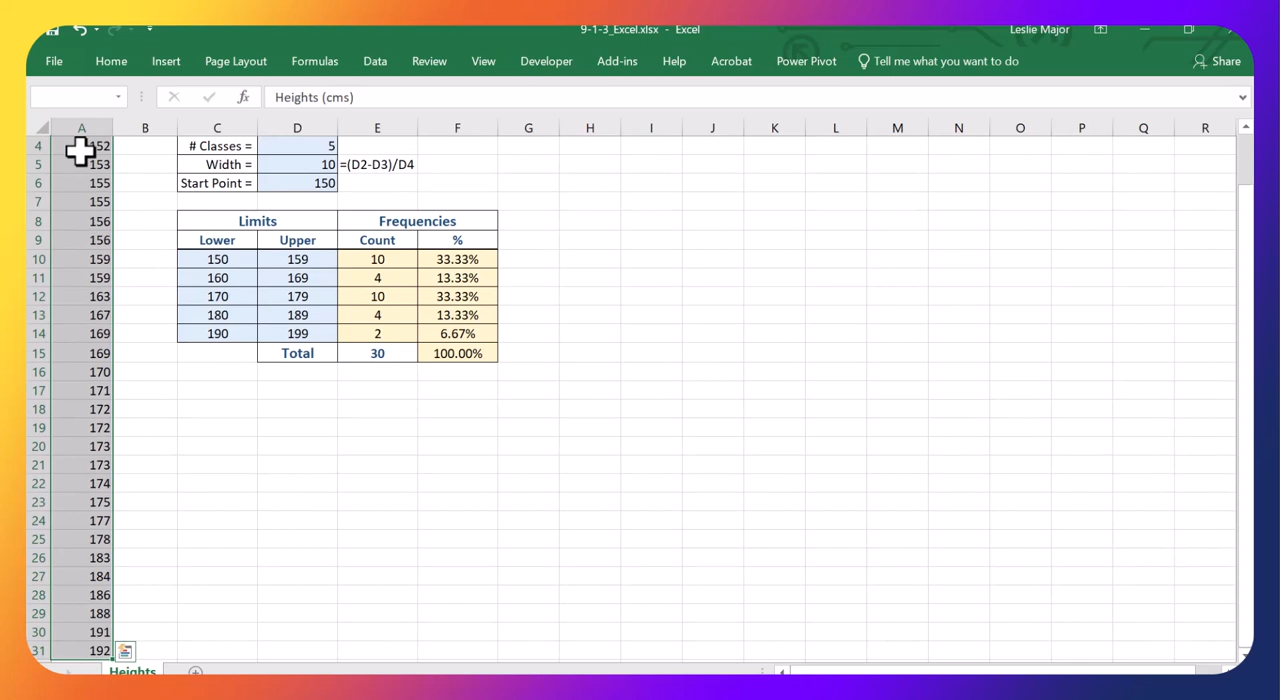 9-1-3_Excel.xlsx - Excel Leslie Major
File Home Insert Page Layout Formulas Data Review View Developer Add-ins Help Acrobat Power Pivot Tell me what you want to do Share
fx Heights (cms)
A B C D E F G H I J K L M N O P Q R
4 152 # Classes = 5
5 153 Width = 10 =(D2-D3)/D4
6 155 Start Point = 150
7 155
8 156 Limits Frequencies
9 156 Lower Upper Count %
10 159 150 159 10 33.33%
11 159 160 169 4 13.33%
12 163 170 179 10 33.33%
13 167 180 189 4 13.33%
14 169 190 199 2 6.67%
15 169 Total 30 100.00%
16 170
17 171
18 172
19 172
20 173
21 173
22 174
23 175
24 177
25 178
26 183
27 184
28 186
29 188
30 191
31 192
Heights